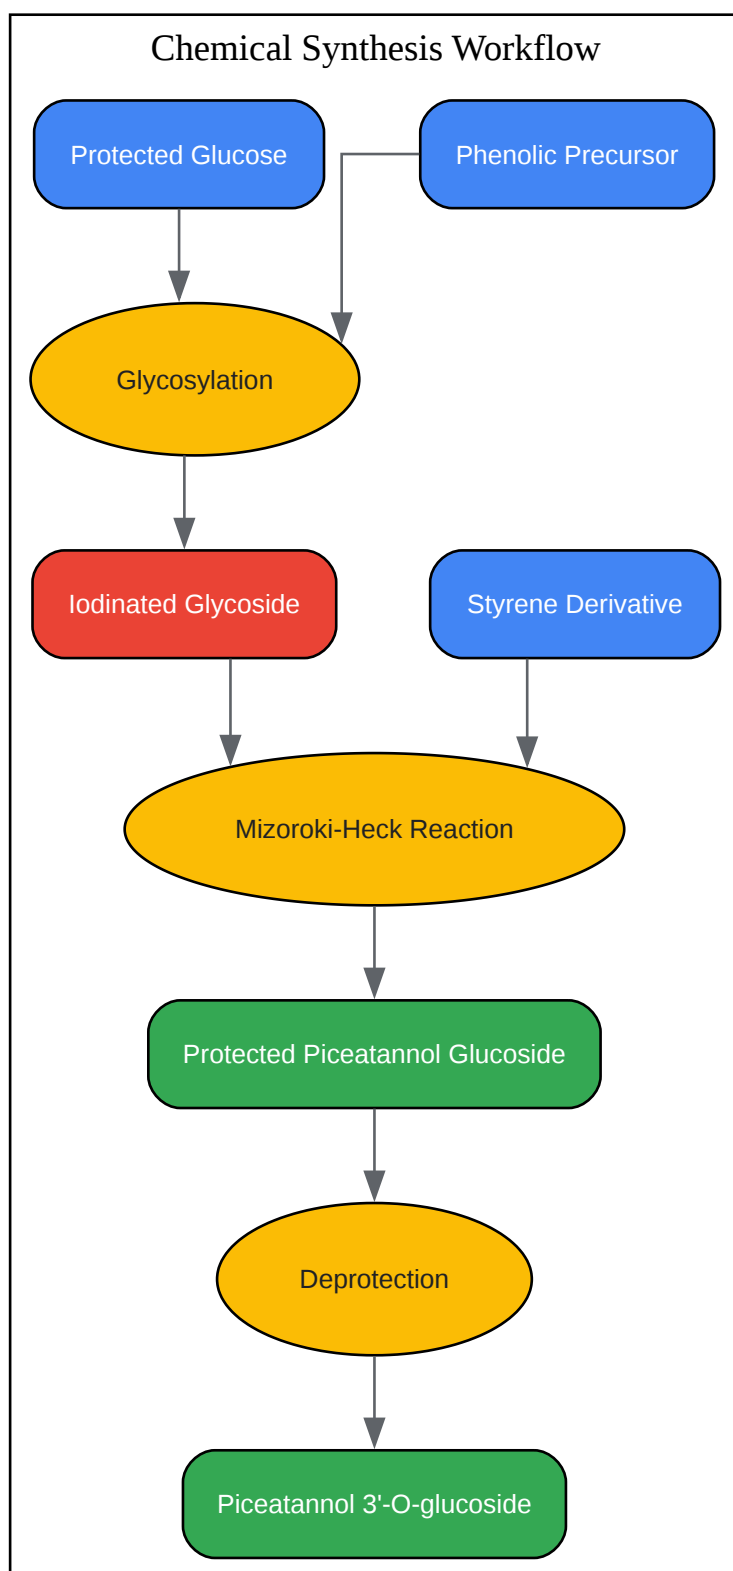 Chemical Synthesis Workflow
Protected Glucose
Phenolic Precursor
Glycosylation
Iodinated Glycoside
Styrene Derivative
Mizoroki-Heck Reaction
Protected Piceatannol Glucoside
Deprotection
Piceatannol 3'-O-glucoside